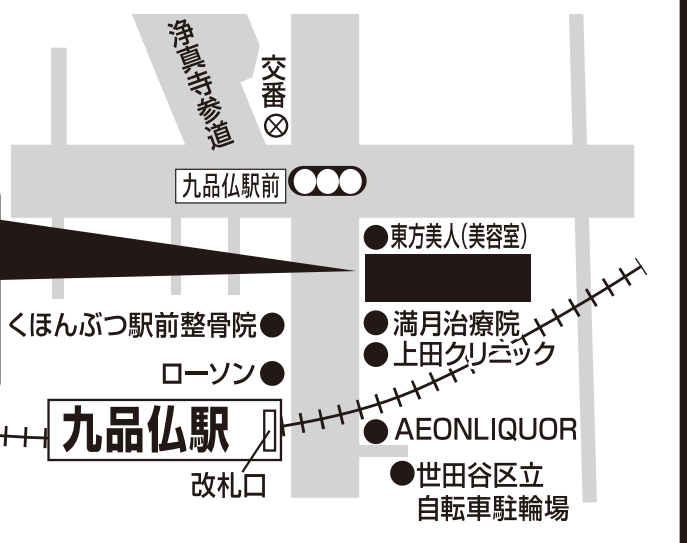 浄真寺参道
交番
九品仏駅前
東方美人(美容室)
くほんぶつ駅前整骨院
満月治療院
上田クリニック
ローソン
九品仏駅
AEONLIQUOR
改札口
世田谷区立
自転車駐輪場